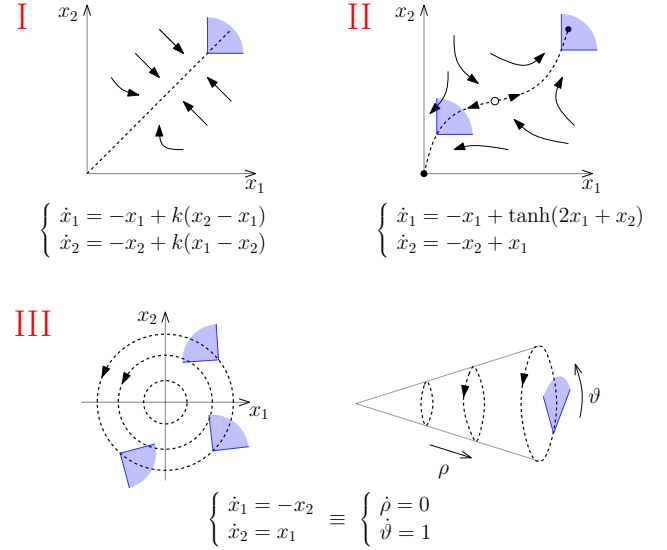 I
x₂
x₁
{ ẋ₁ = −x₁ + k(x₂ − x₁)
ẋ₂ = −x₂ + k(x₁ − x₂)
II
x₂
x₁
{ ẋ₁ = −x₁ + tanh(2x₁ + x₂)
ẋ₂ = −x₂ + x₁
III
x₂
x₁
ρ
ϑ
{ ẋ₁ = −x₂
ẋ₂ = x₁
≡
{ ρ̇ = 0
ϑ̇ = 1